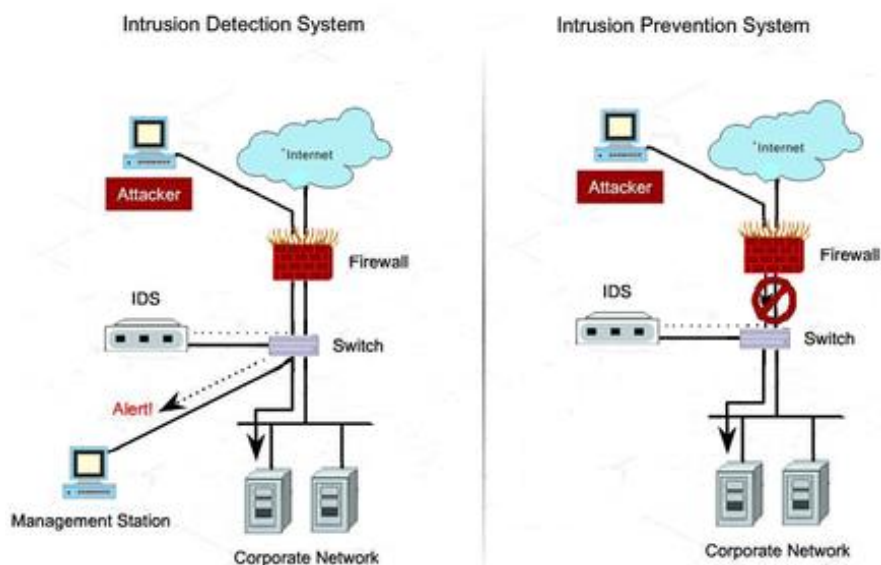 Intrusion Detection System
Internet
Attacker
Firewall
IDS
Switch
Alert!
Management Station
Corporate Network
Intrusion Prevention System
Internet
Attacker
Firewall
IDS
Switch
Corporate Network